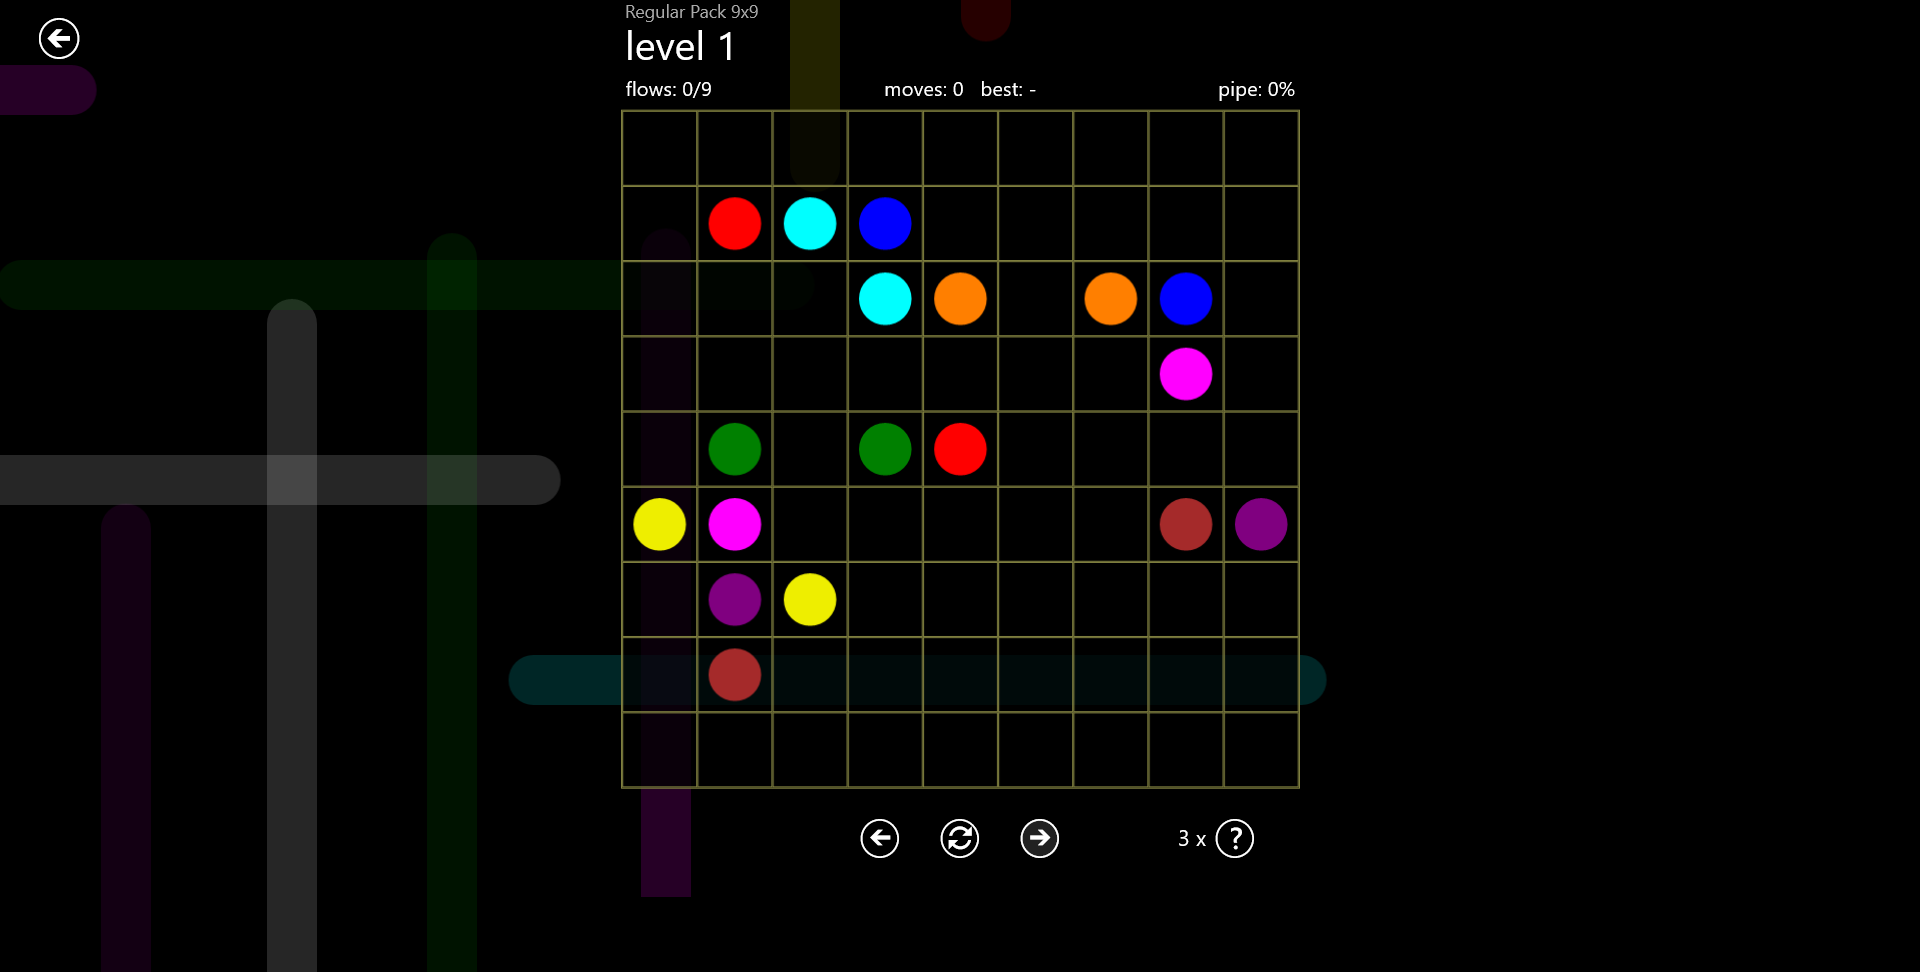 Regular Pack 9x9
level 1
flows: 0/9 moves: 0 best: - pipe: 0%
3 x ?